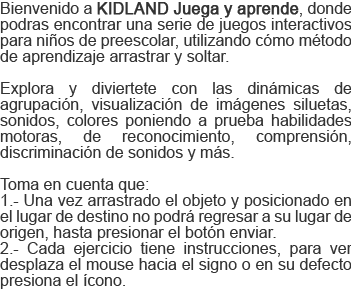 Bienvenido a KIDLAND Juega y aprende, donde
podras encontrar una serie de juegos interactivos
para niños de preescolar, utilizando cómo método
de aprendizaje arrastrar y soltar.

Explora y diviertete con las dinámicas de
agrupación, visualización de imágenes siluetas,
sonidos, colores poniendo a prueba habilidades
motoras, de reconocimiento, comprensión,
discriminación de sonidos y más.

Toma en cuenta que:
1.- Una vez arrastrado el objeto y posicionado en
el lugar de destino no podrá regresar a su lugar de
origen, hasta presionar el botón enviar.
2.- Cada ejercicio tiene instrucciones, para ver
desplaza el mouse hacia el signo o en su defecto
presiona el ícono.